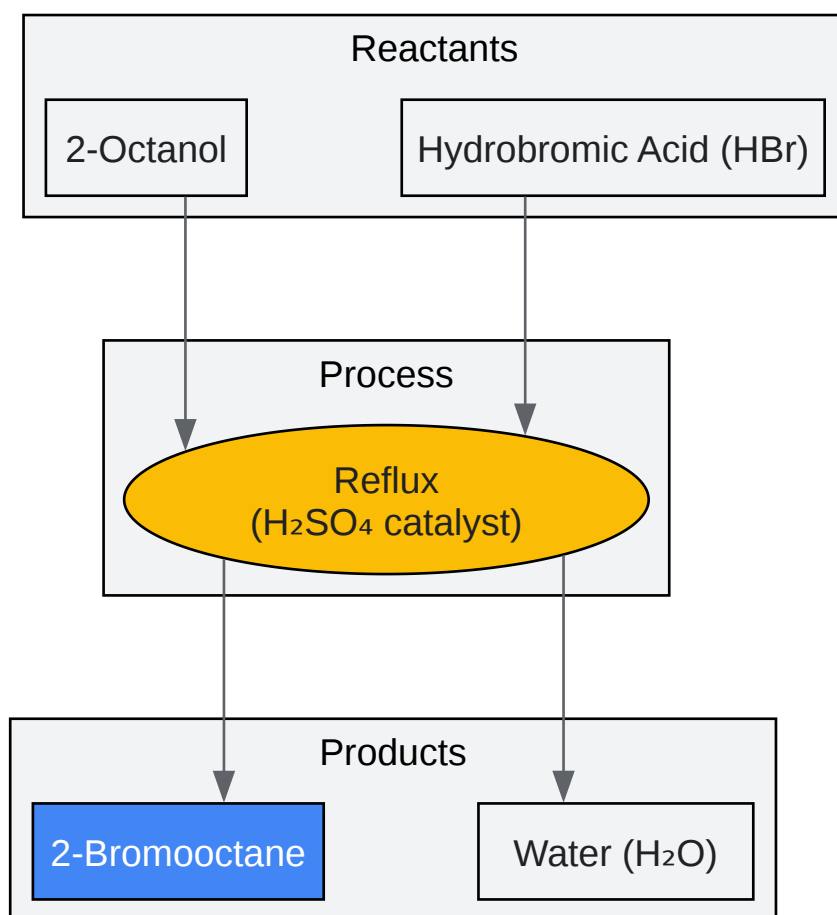 Reactants
2-Octanol
Hydrobromic Acid (HBr)
Process
Reflux
(H₂SO₄ catalyst)
Products
2-Bromooctane
Water (H₂O)